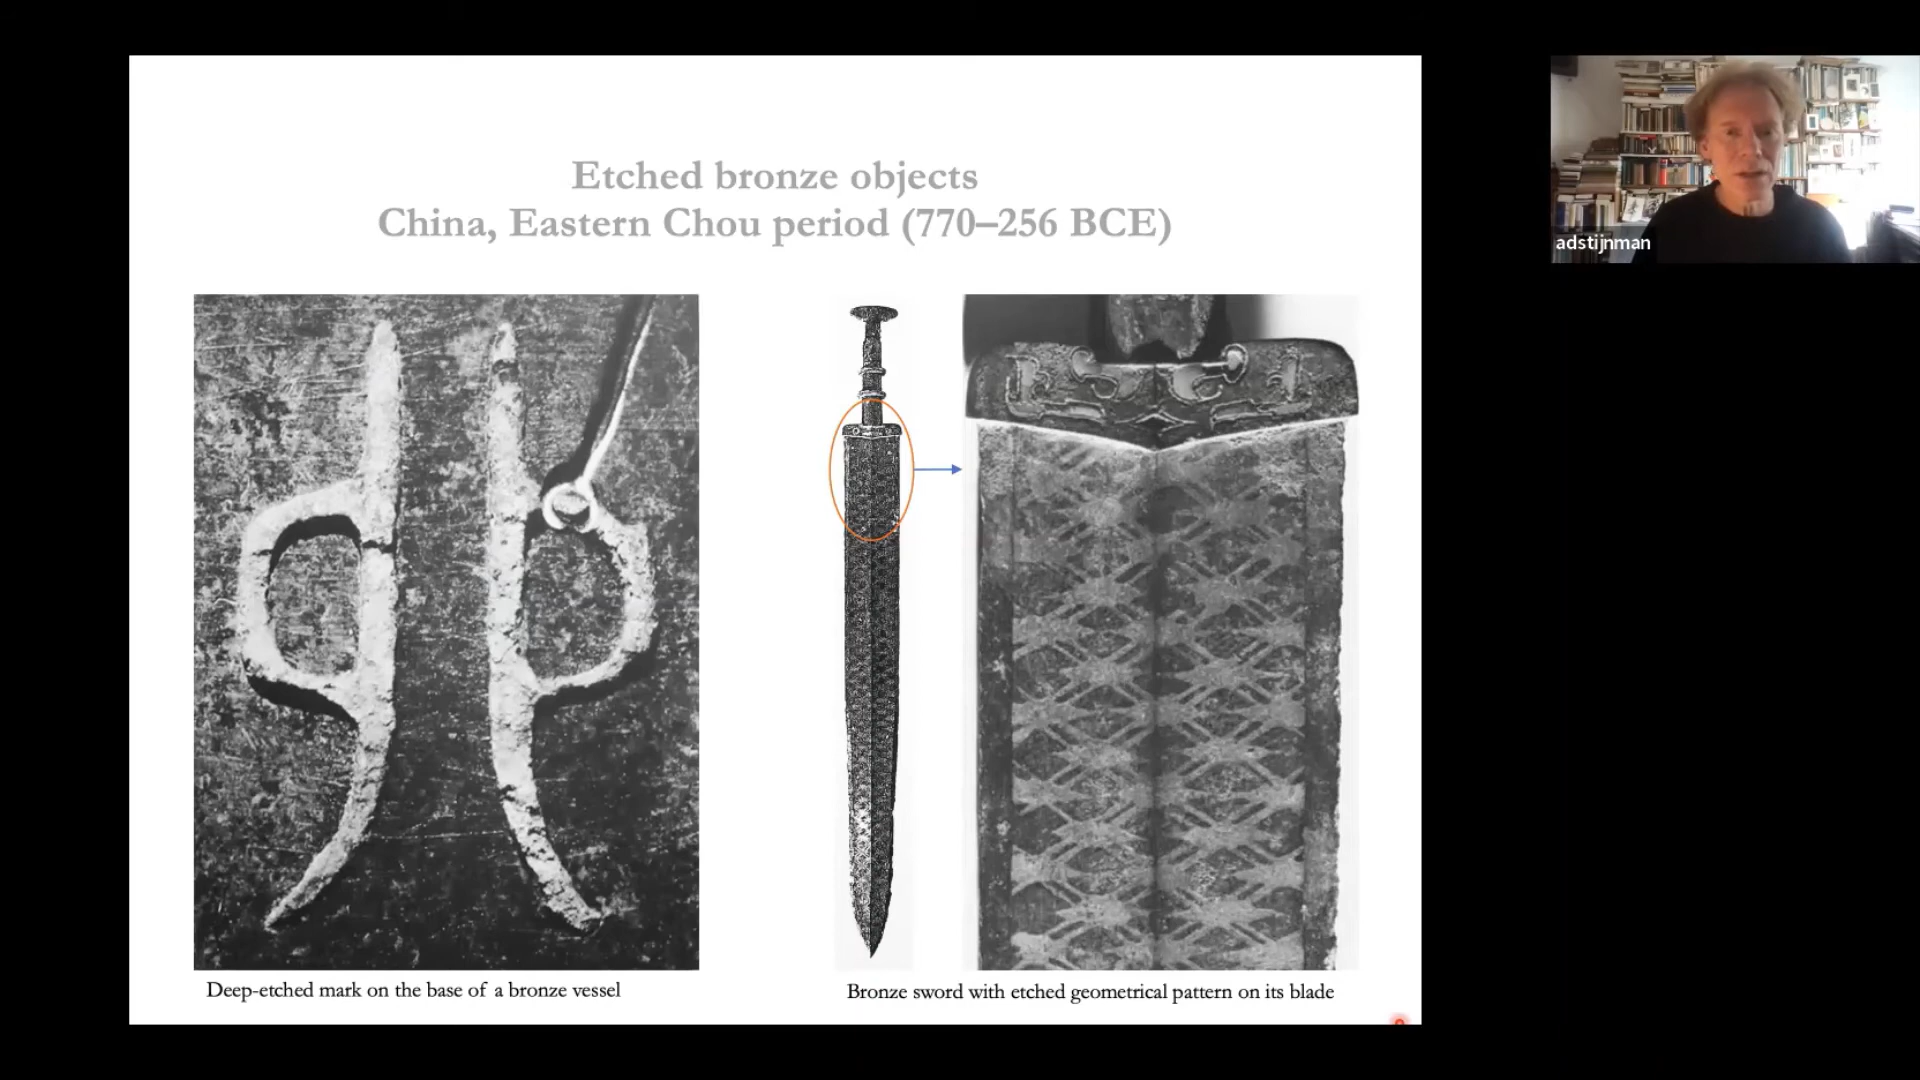 Etched bronze objects
China, Eastern Chou period (770–256 BCE)
adstijnman
Deep-etched mark on the base of a bronze vessel
Bronze sword with etched geometrical pattern on its blade